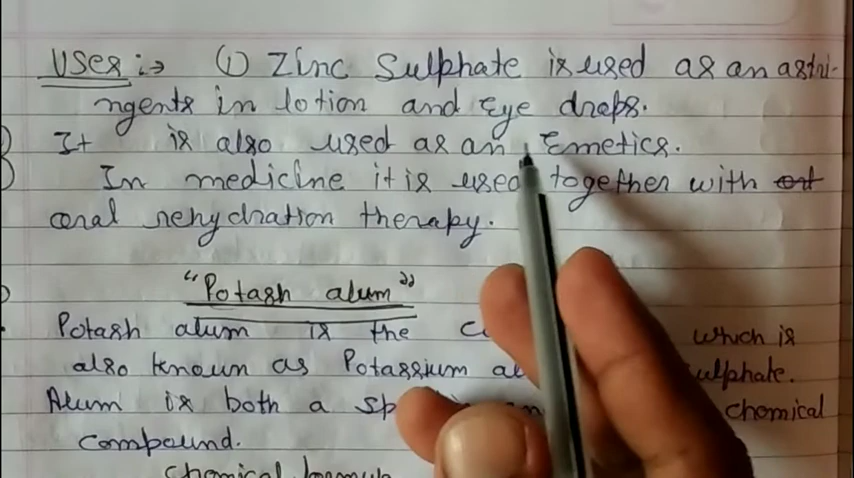 Uses :→ (1) Zinc Sulphate is used as an astri-
ngents in lotion and Eye drops.
It is also used as an Emetics.
In medicine it is used together with
oral rehydration therapy.
"Potash alum"
Potash alum is the which is
also known as Potassium sulphate.
Alum is both a chemical
compound.
Chemical formula